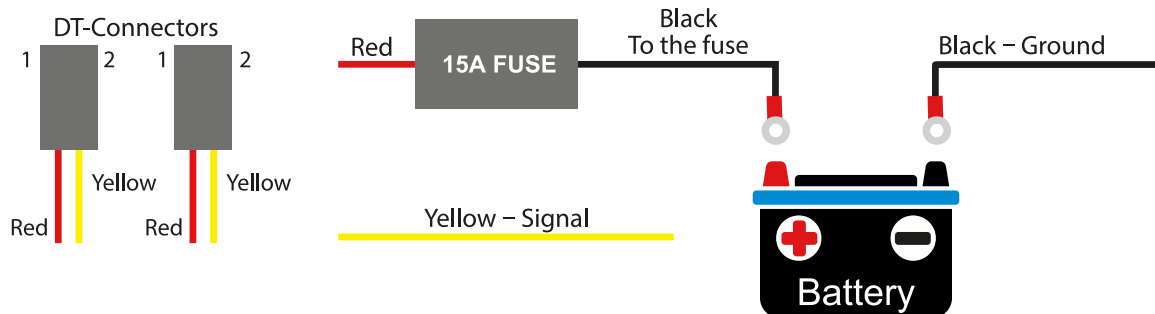 DT-Connectors
1 2 1 2
Yellow Yellow
Red Red
Red
15A FUSE
Black
To the fuse
Black – Ground
Yellow – Signal
Battery